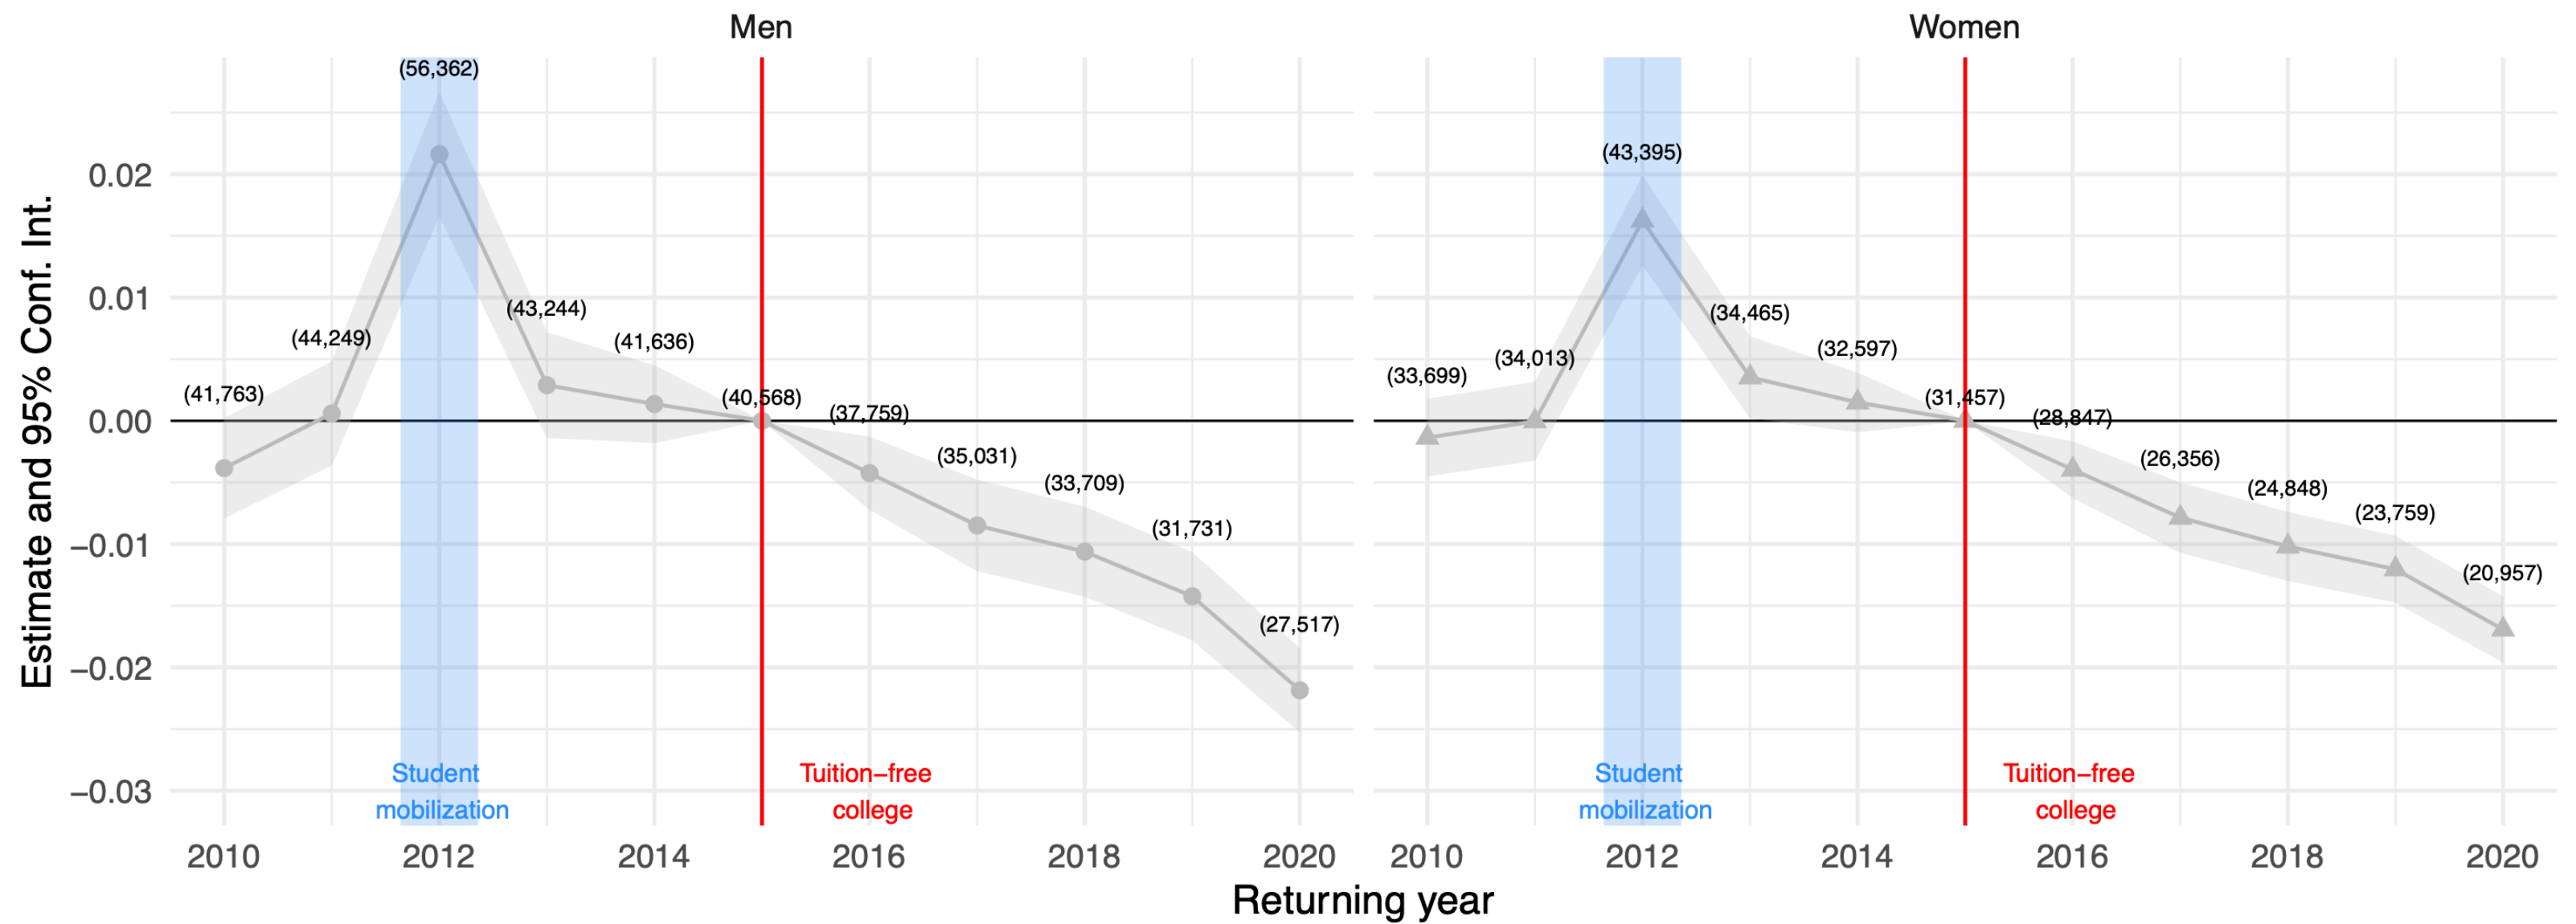 Men
Women
Estimate and 95% Conf. Int.
0.02
0.01
0.00
−0.01
−0.02
−0.03
(41,763)
(44,249)
(56,362)
(43,244)
(41,636)
(40,568)
(37,759)
(35,031)
(33,709)
(31,731)
(27,517)
Student
mobilization
Tuition−free
college
(33,699)
(34,013)
(43,395)
(34,465)
(32,597)
(31,457)
(28,847)
(26,356)
(24,848)
(23,759)
(20,957)
Student
mobilization
Tuition−free
college
2010 2012 2014 2016 2018 2020
2010 2012 2014 2016 2018 2020
Returning year